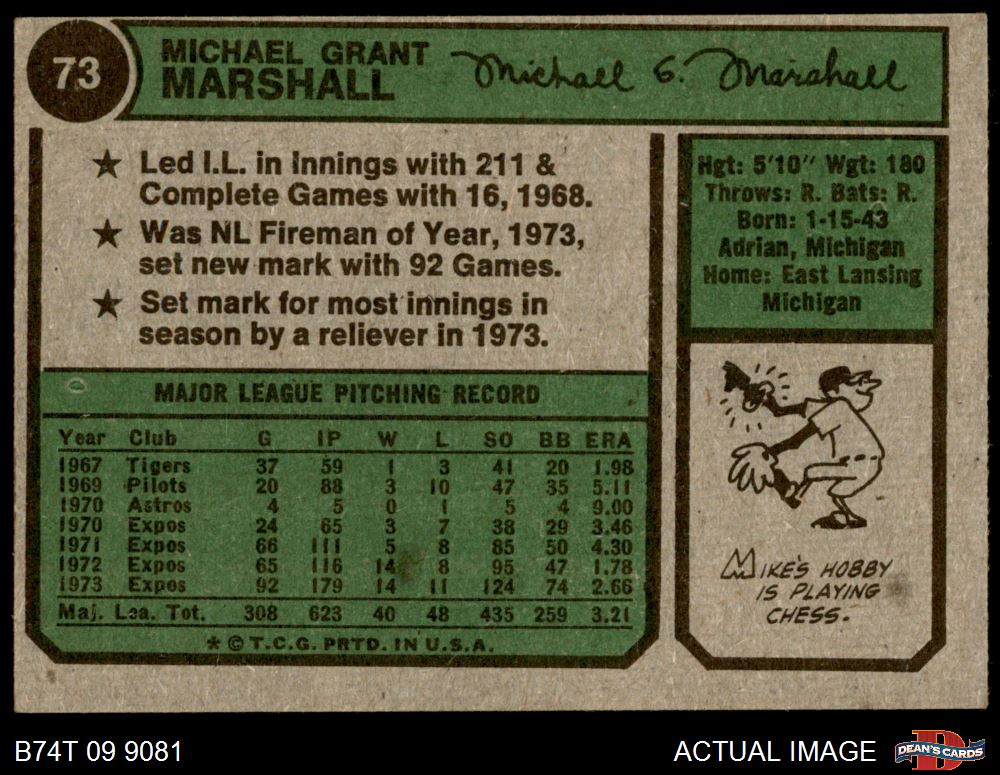 73
MICHAEL GRANT
MARSHALL
Michael G. Marshall
★ Led I.L. in Innings with 211 &
Complete Games with 16, 1968.
★ Was NL Fireman of Year, 1973,
set new mark with 92 Games.
★ Set mark for most innings in
season by a reliever in 1973.
Hgt: 5'10" Wgt: 180
Throws: R. Bats: R.
Born: 1-15-43
Adrian, Michigan
Home: East Lansing
Michigan
MAJOR LEAGUE PITCHING RECORD
Year Club G IP W L SO BB ERA
1967 Tigers 37 59 1 3 41 20 1.98
1969 Pilots 20 88 3 10 47 35 5.11
1970 Astros 4 5 0 1 5 4 9.00
1970 Expos 24 65 3 7 38 29 3.46
1971 Expos 66 111 5 8 85 50 4.30
1972 Expos 65 116 14 8 95 47 1.78
1973 Expos 92 179 14 11 124 74 2.66
Maj. Lea. Tot. 308 623 40 48 435 259 3.21
* © T.C.G. PRTD. IN U.S.A.
MIKE'S HOBBY
IS PLAYING
CHESS.
B74T 09 9081
ACTUAL IMAGE
D
DEAN'S CARDS